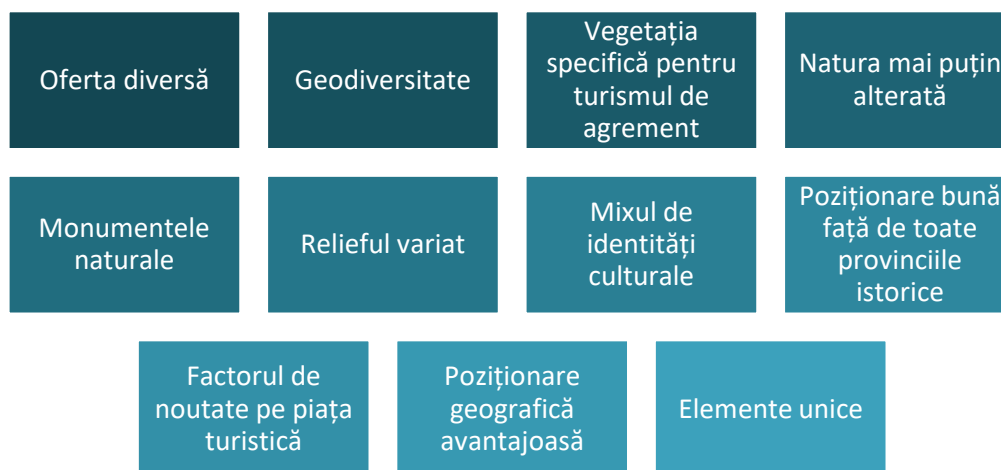 Oferta diversă
Geodiversitate
Vegetația
specifică pentru
turismul de
agrement
Natura mai puțin
alterată
Monumentele
naturale
Relieful variat
Mixul de
identități
culturale
Poziționare bună
față de toate
provinciile
istorice
Factorul de
noutate pe piața
turistică
Poziționare
geografică
avantajoasă
Elemente unice